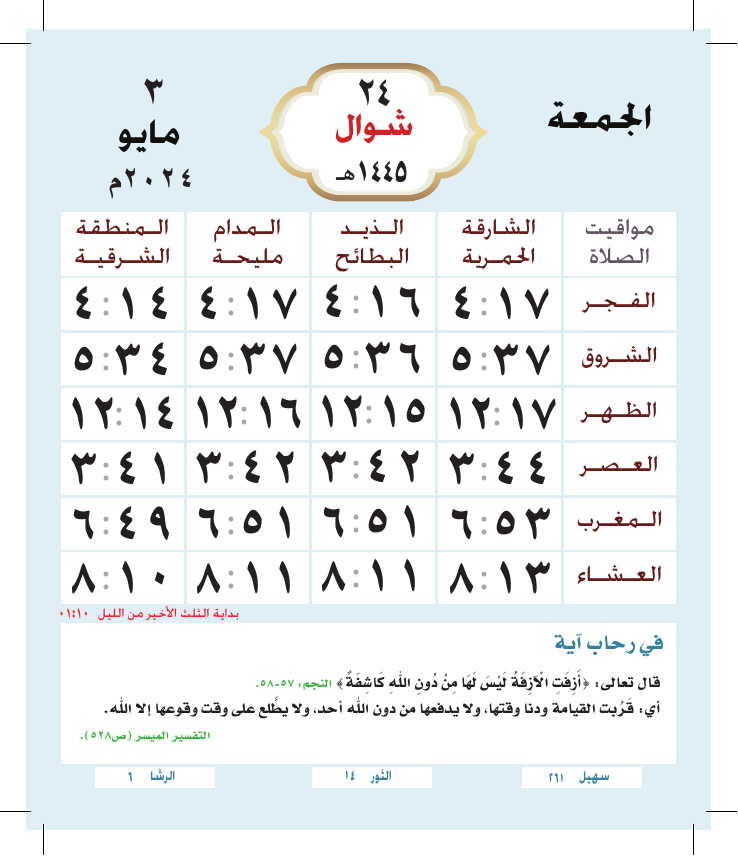 الجمعة
٢٤
شوال
١٤٤٥هـ
٣
مايو
٢٠٢٤م
مواقيت الصلاة | الشارقة الحمرية | الذيد البطائح | المدام مليحة | المنطقة الشرقية
الفجر ٤:١٧ ٤:١٦ ٤:١٧ ٤:١٤
الشروق ٥:٣٧ ٥:٣٦ ٥:٣٧ ٥:٣٤
الظهر ١٢:١٧ ١٢:١٥ ١٢:١٦ ١٢:١٤
العصر ٣:٤٤ ٣:٤٢ ٣:٤٢ ٣:٤١
المغرب ٦:٥٣ ٦:٥١ ٦:٥١ ٦:٤٩
العشاء ٨:١٣ ٨:١١ ٨:١١ ٨:١٠
بداية الثلث الأخير من الليل ٠١:١٠
في رحاب آية
قال تعالى: ﴿أَزِفَتِ الْآزِفَةُ لَيْسَ لَهَا مِنْ دُونِ اللهِ كَاشِفَةٌ﴾ النجم: ٥٧-٥٨.
أي: قَرُبت القيامة ودنا وقتها، ولا يدفعها من دون الله أحد، ولا يطَّلع على وقت وقوعها إلا الله.
التفسير الميسر (ص٥٢٨).
سهيل ٢٦١
الثور ١٤
الرشا ٦